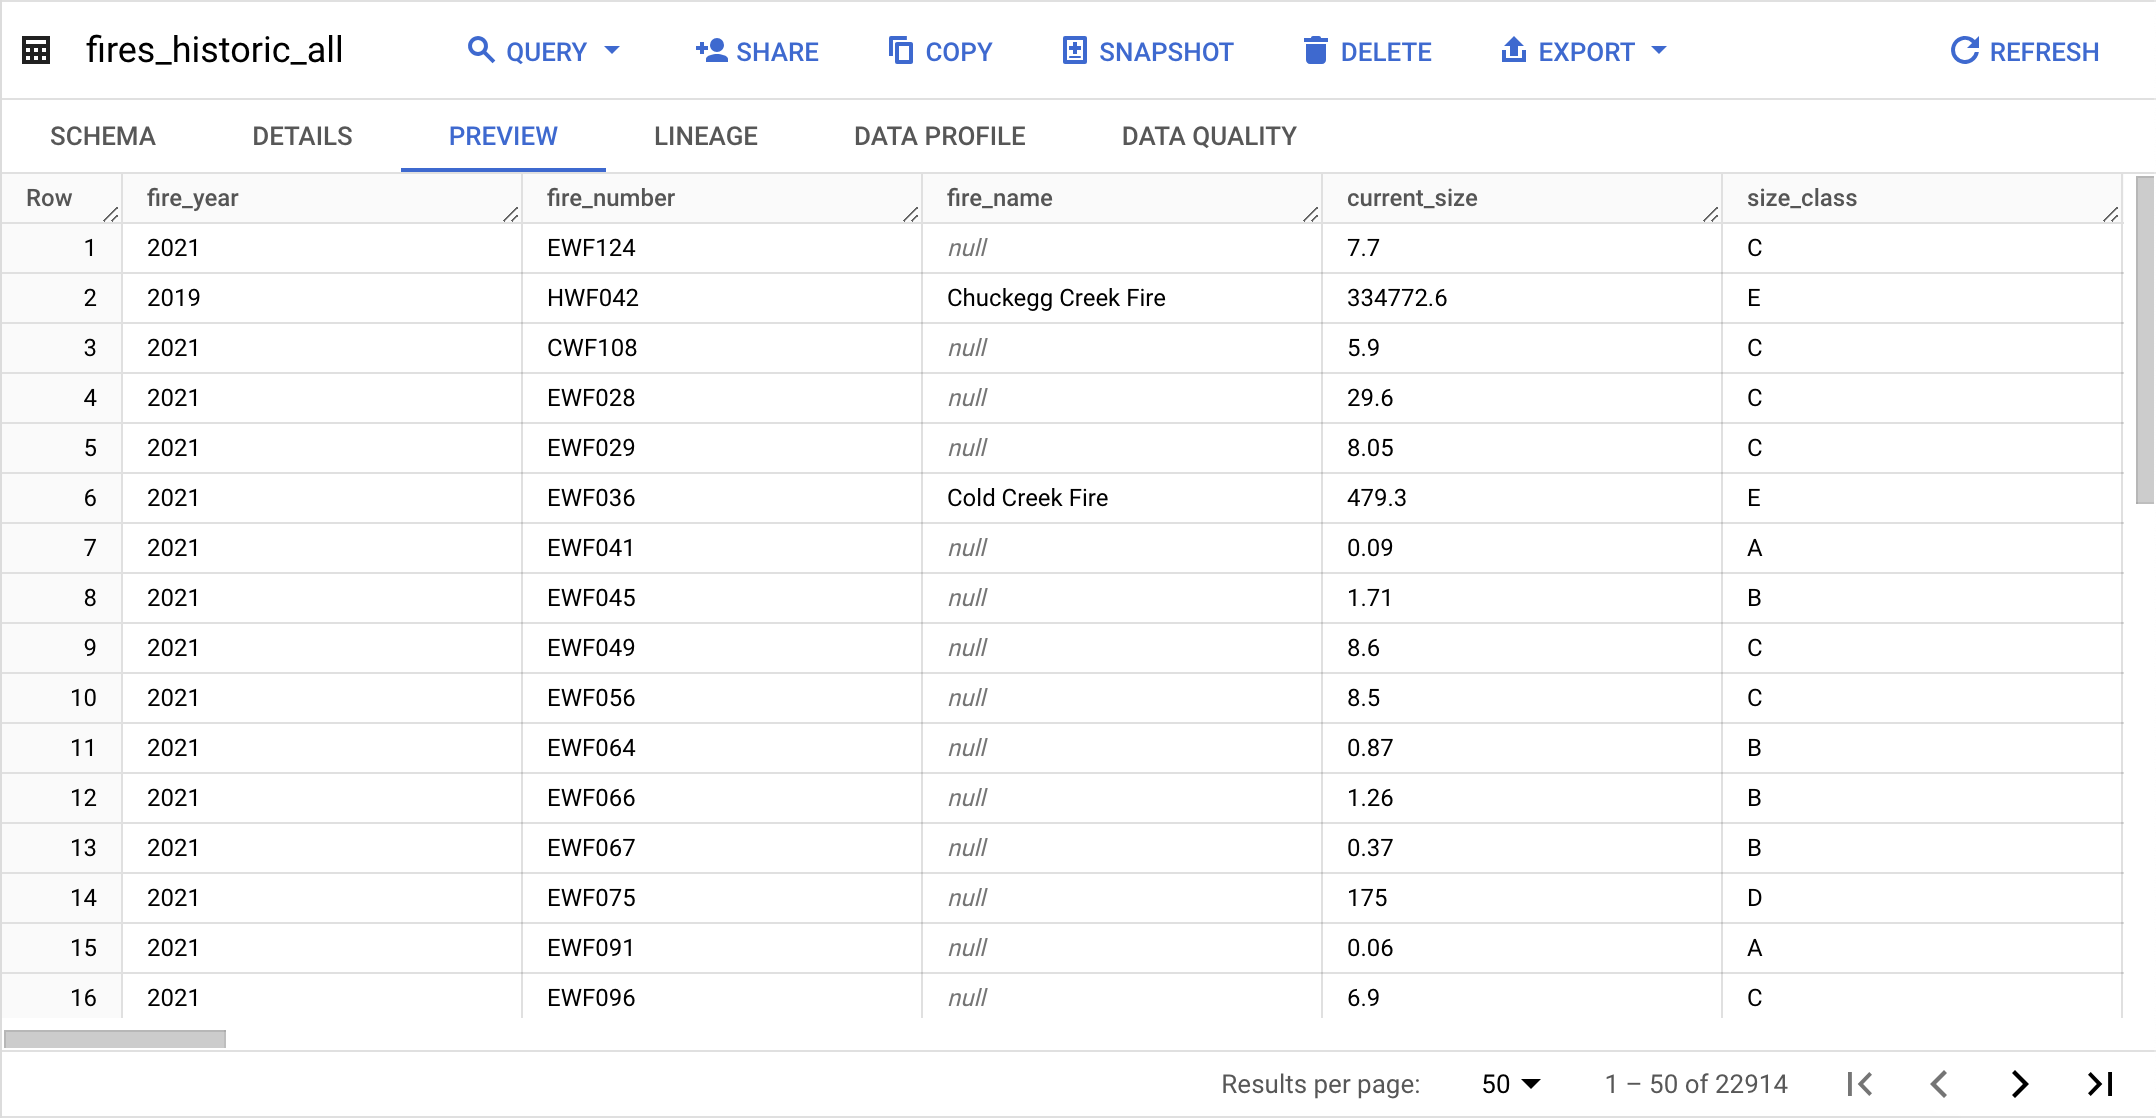 fires_historic_all QUERY SHARE COPY SNAPSHOT DELETE EXPORT REFRESH
SCHEMA DETAILS PREVIEW LINEAGE DATA PROFILE DATA QUALITY
Row fire_year fire_number fire_name current_size size_class
1 2021 EWF124 null 7.7 C
2 2019 HWF042 Chuckegg Creek Fire 334772.6 E
3 2021 CWF108 null 5.9 C
4 2021 EWF028 null 29.6 C
5 2021 EWF029 null 8.05 C
6 2021 EWF036 Cold Creek Fire 479.3 E
7 2021 EWF041 null 0.09 A
8 2021 EWF045 null 1.71 B
9 2021 EWF049 null 8.6 C
10 2021 EWF056 null 8.5 C
11 2021 EWF064 null 0.87 B
12 2021 EWF066 null 1.26 B
13 2021 EWF067 null 0.37 B
14 2021 EWF075 null 175 D
15 2021 EWF091 null 0.06 A
16 2021 EWF096 null 6.9 C
Results per page: 50 1 – 50 of 22914